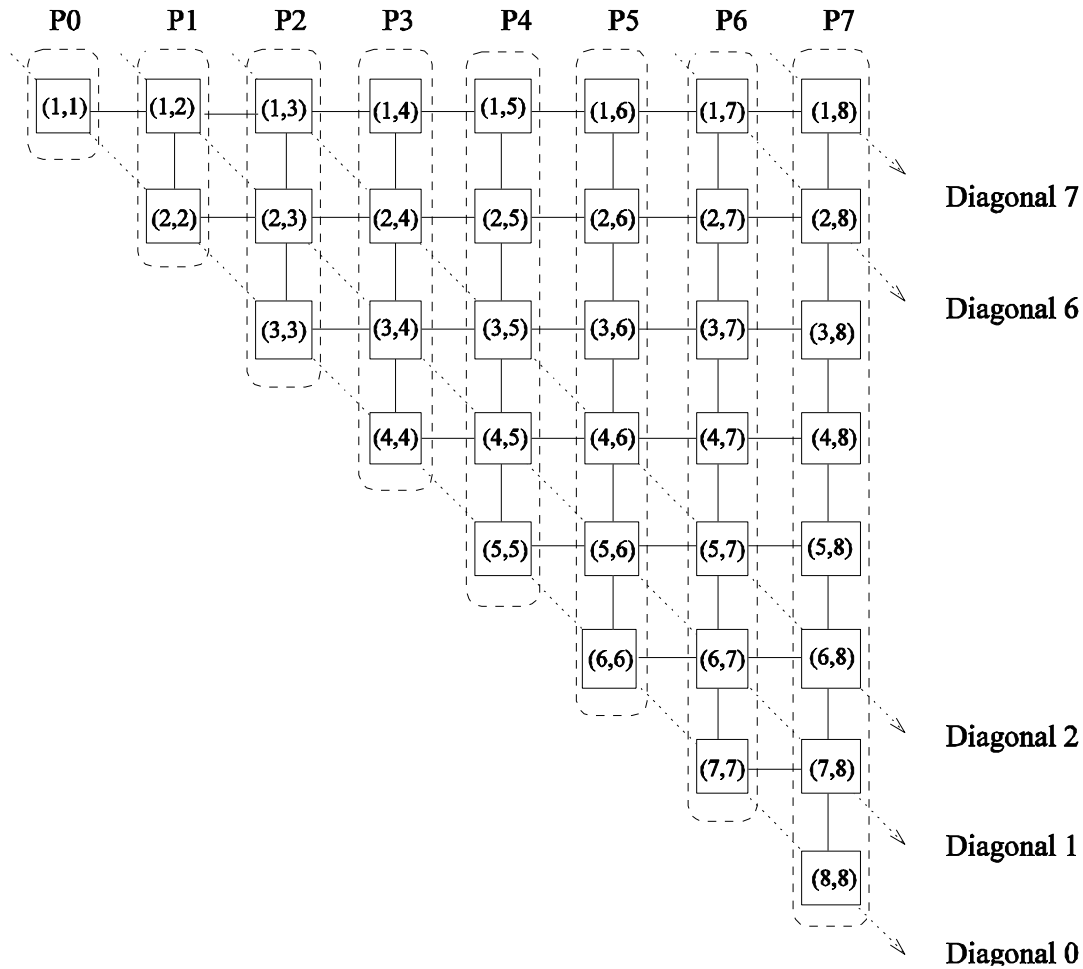 P0 P1 P2 P3 P4 P5 P6 P7
(1,1) (1,2) (1,3) (1,4) (1,5) (1,6) (1,7) (1,8)
Diagonal 7
(2,2) (2,3) (2,4) (2,5) (2,6) (2,7) (2,8)
Diagonal 6
(3,3) (3,4) (3,5) (3,6) (3,7) (3,8)
(4,4) (4,5) (4,6) (4,7) (4,8)
(5,5) (5,6) (5,7) (5,8)
(6,6) (6,7) (6,8)
Diagonal 2
(7,7) (7,8)
Diagonal 1
(8,8)
Diagonal 0